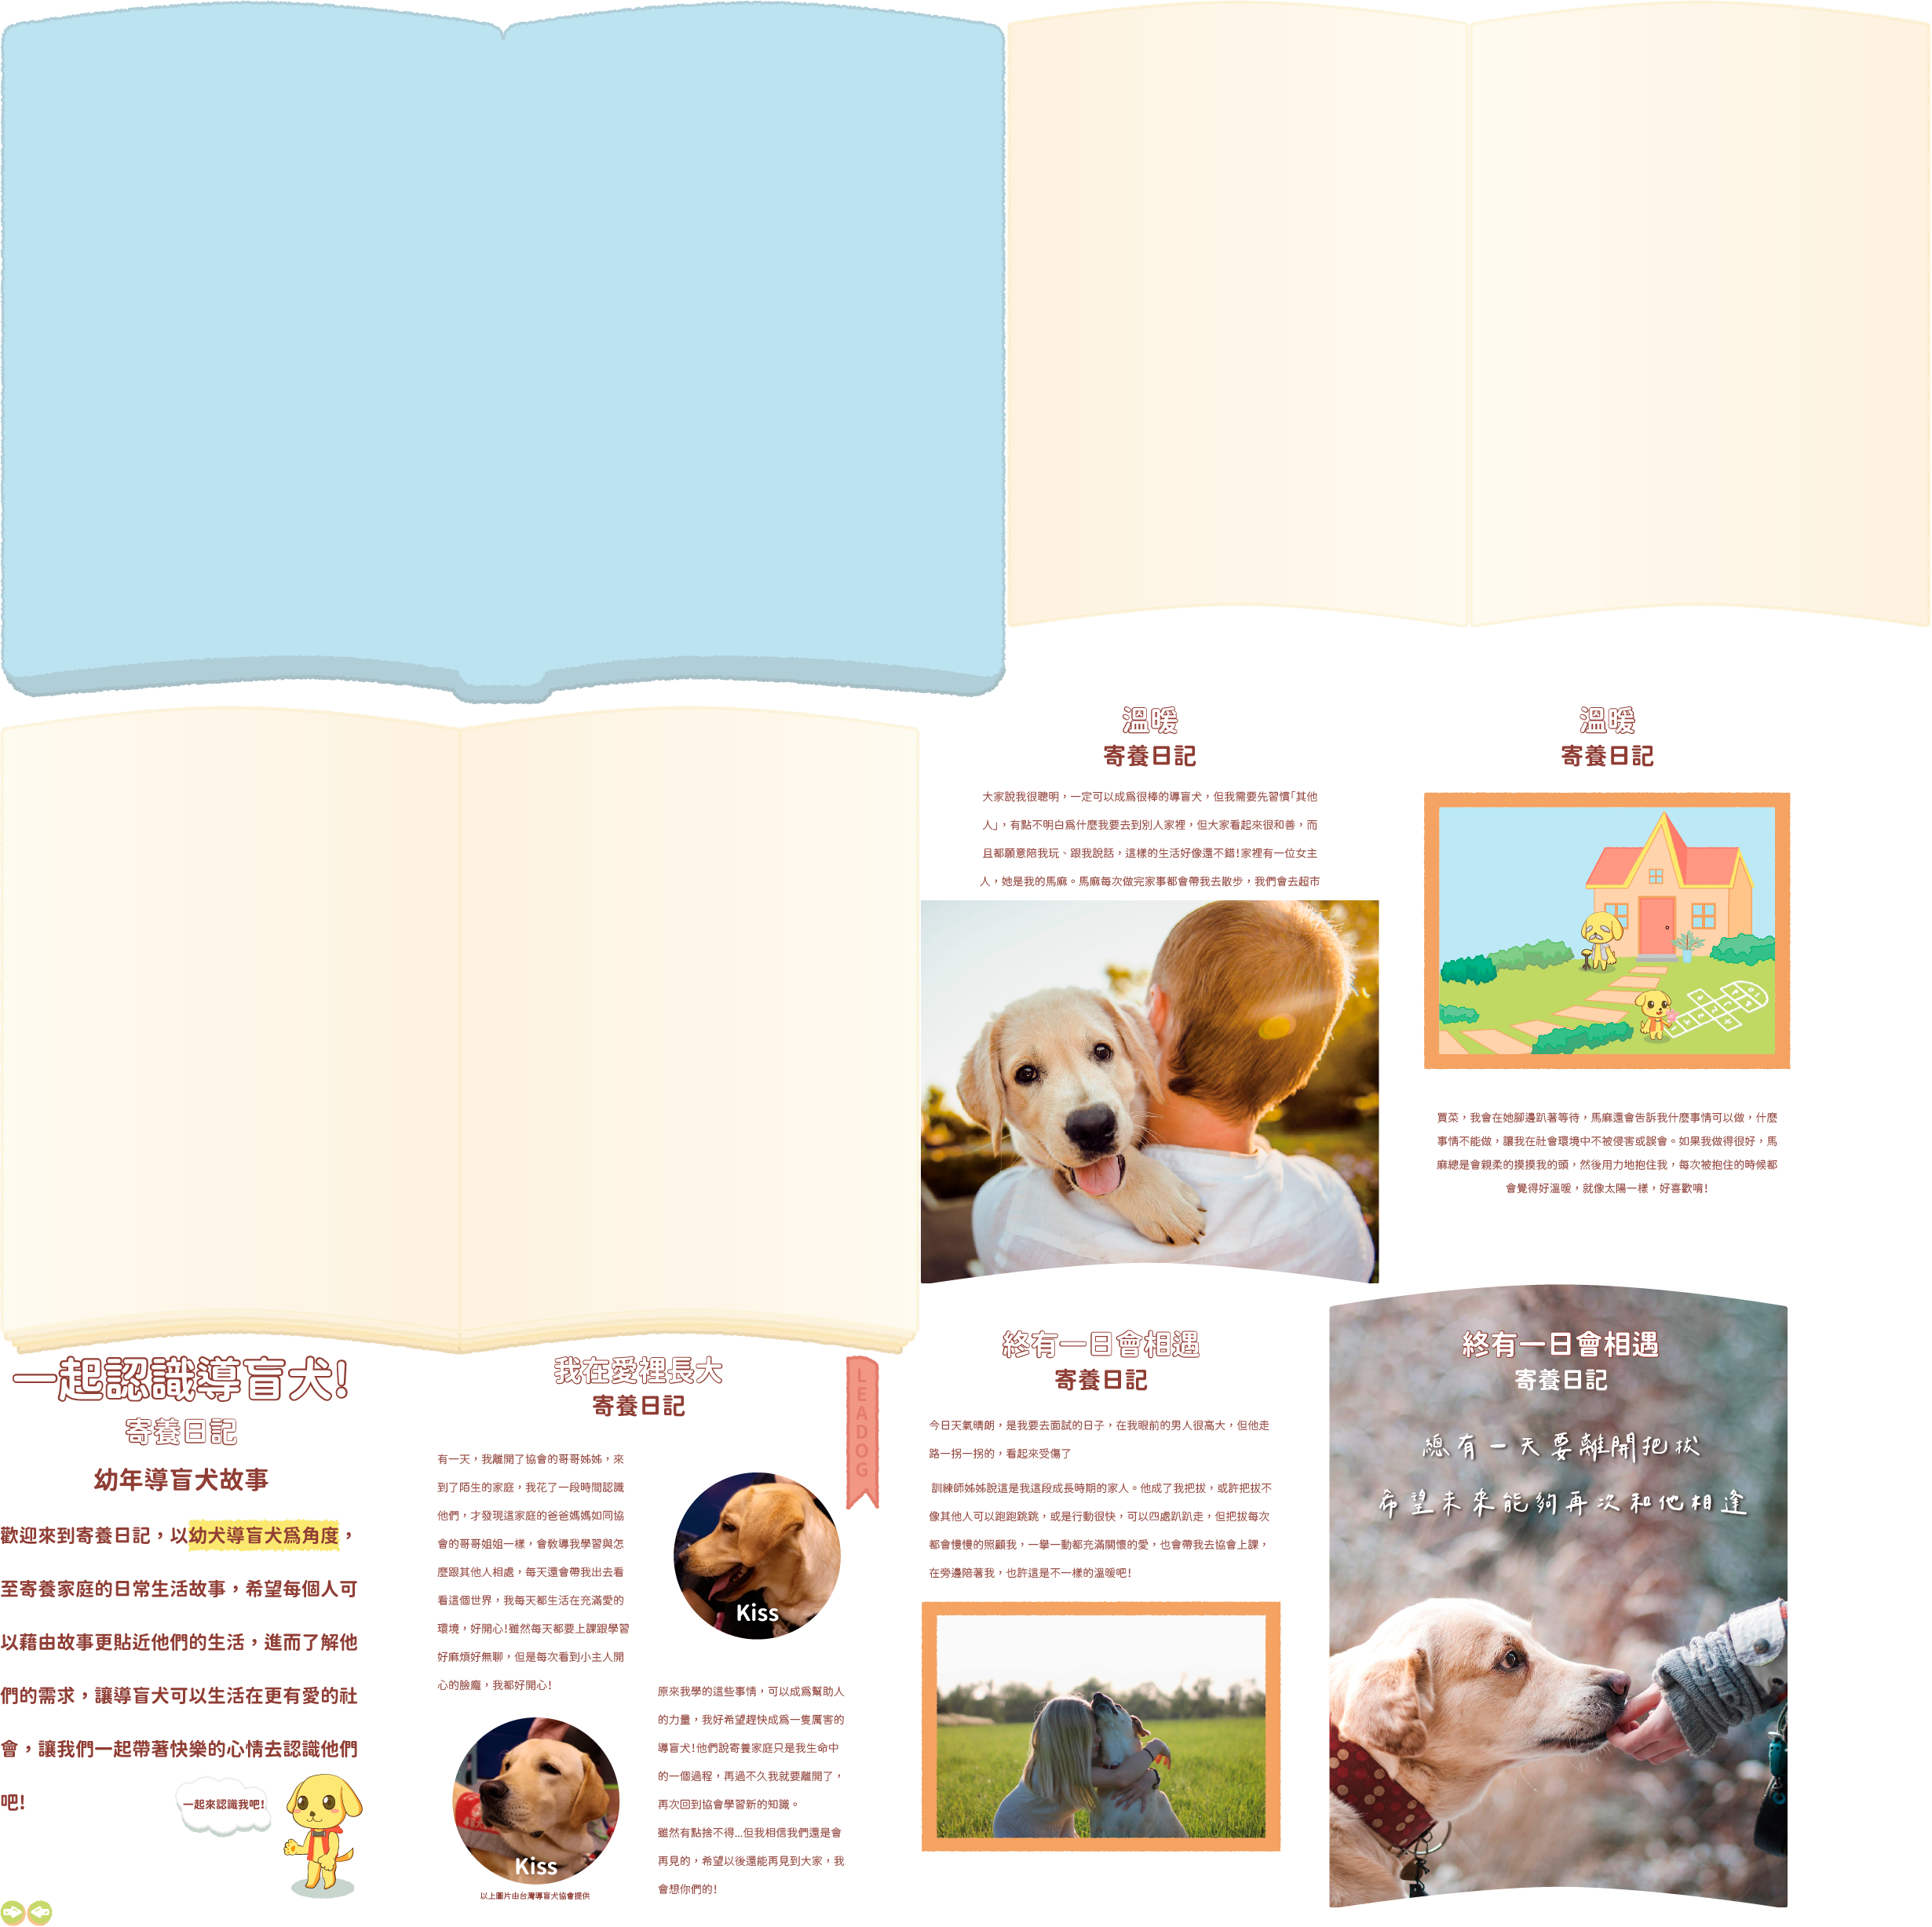 溫暖
寄養日記
大家說我很聰明，一定可以成為很棒的導盲犬，但我需要先習慣「其他
人」，有點不明白為什麼我要去到別人家裡，但大家看起來很和善，而
且都願意陪我玩、跟我說話，這樣的生活好像還不錯!家裡有一位女主
人，她是我的馬麻。馬麻每次做完家事都會帶我去散步，我們會去超市
溫暖
寄養日記
買菜，我會在她腳邊趴著等待，馬麻還會告訴我什麼事情可以做，什麼
事情不能做，讓我在社會環境中不被侵害或誤會。如果我做得很好，馬
麻總是會親柔的摸摸我的頭，然後用力地抱住我，每次被抱住的時候都
會覺得好溫暖，就像太陽一樣，好喜歡唷!
一起認識導盲犬!
寄養日記
幼年導盲犬故事
歡迎來到寄養日記，以幼犬導盲犬為角度，
至寄養家庭的日常生活故事，希望每個人可
以藉由故事更貼近他們的生活，進而了解他
們的需求，讓導盲犬可以生活在更有愛的社
會，讓我們一起帶著快樂的心情去認識他們
吧!
一起來認識我吧!
我在愛裡長大
寄養日記
有一天，我離開了協會的哥哥姊姊，來
到了陌生的家庭，我花了一段時間認識
他們，才發現這家庭的爸爸媽媽如同協
會的哥哥姐姐一樣，會教導我學習與怎
麼跟其他人相處，每天還會帶我出去看
看這個世界，我每天都生活在充滿愛的
環境，好開心!雖然每天都要上課跟學習
好麻煩好無聊，但是每次看到小主人開
心的臉龐，我都好開心!
Kiss
以上圖片由台灣導盲犬協會提供
LEADOG
Kiss
原來我學的這些事情，可以成為幫助人
的力量，我好希望趕快成為一隻厲害的
導盲犬!他們說寄養家庭只是我生命中
的一個過程，再過不久我就要離開了，
再次回到協會學習新的知識。
雖然有點捨不得...但我相信我們還是會
再見的，希望以後還能再見到大家，我
會想你們的!
終有一日會相遇
寄養日記
今日天氣晴朗，是我要去面試的日子，在我眼前的男人很高大，但他走
路一拐一拐的，看起來受傷了
訓練師姊姊說這是我這段成長時期的家人。他成了我把拔，或許把拔不
像其他人可以跑跑跳跳，或是行動很快，可以四處趴趴走，但把拔每次
都會慢慢的照顧我，一舉一動都充滿關懷的愛，也會帶我去協會上課，
在旁邊陪著我，也許這是不一樣的溫暖吧!
終有一日會相遇
寄養日記
總有一天要離開把拔
希望未來能夠再次和他相逢